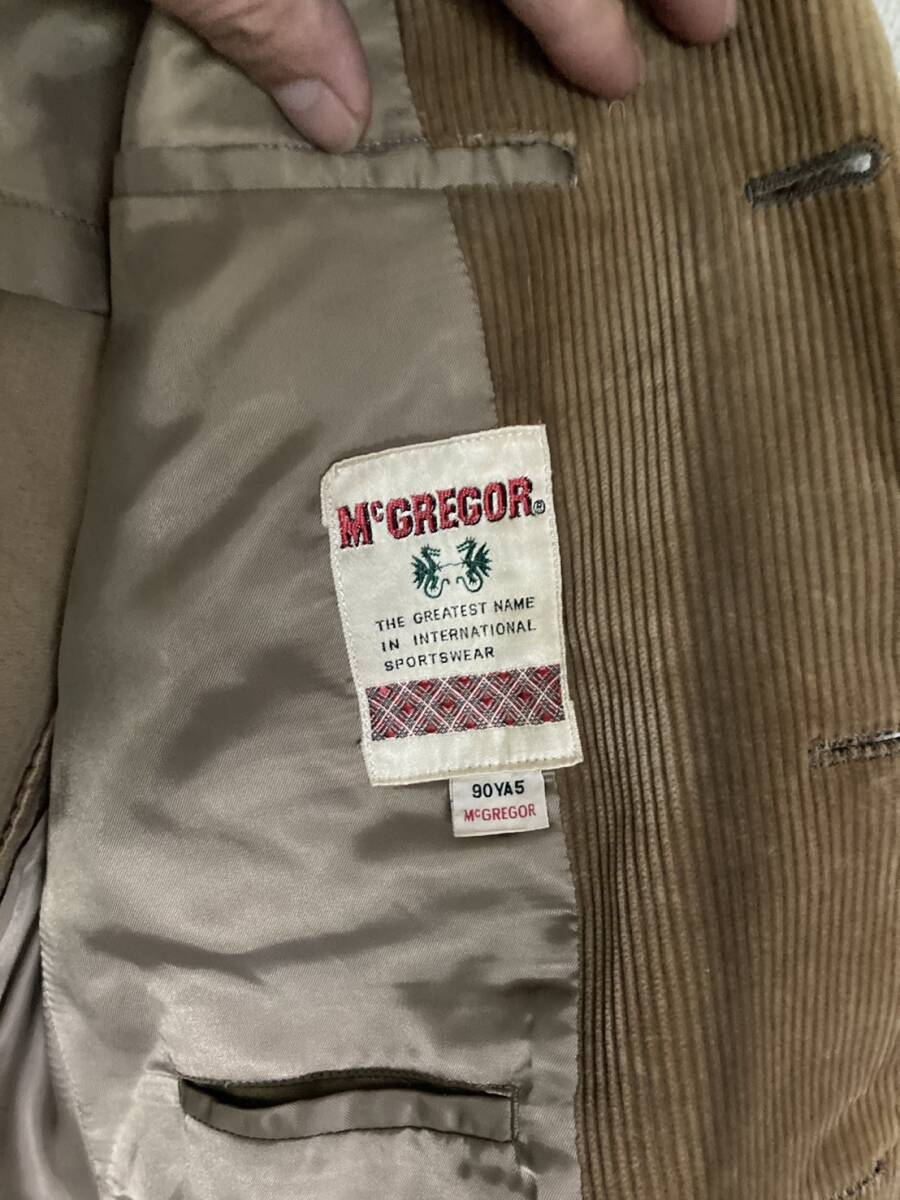 McGREGOR®
THE GREATEST NAME
IN INTERNATIONAL
SPORTSWEAR
90YA5
McGREGOR